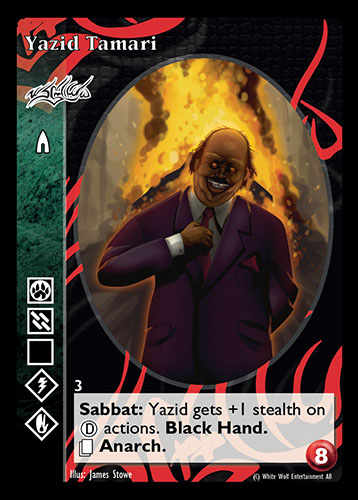 Yazid Tamari
3
Sabbat: Yazid gets +1 stealth on
D actions. Black Hand.
Anarch.
8
Illus: James Stowe
(C) White Wolf Entertainment AB